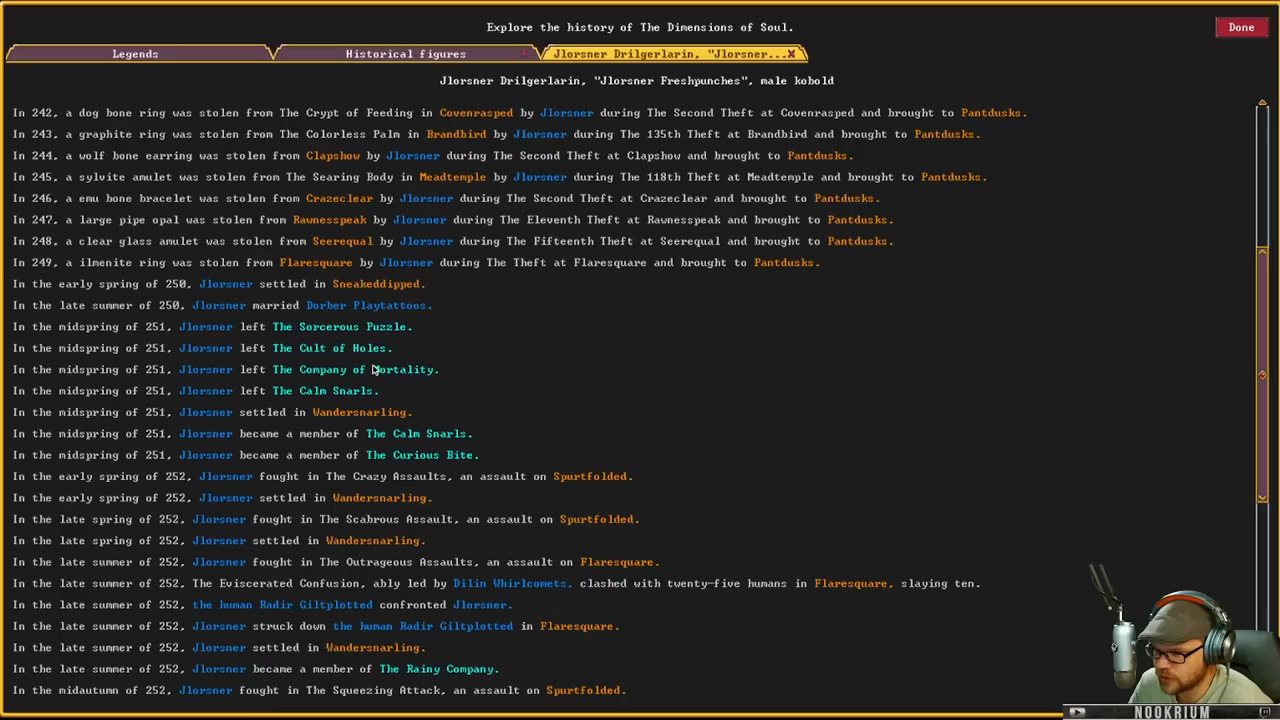 Explore the history of The Dimensions of Soul.
Done
Legends
Historical figures
Jlorsner Drilgerlarin, "Jlorsner...
Jlorsner Drilgerlarin, "Jlorsner Freshpunches", male kobold
In 242, a dog bone ring was stolen from The Crypt of Feeding in Covenrasped by Jlorsner during The Second Theft at Covenrasped and brought to Pantdusks.
In 243, a graphite ring was stolen from The Colorless Palm in Brandbird by Jlorsner during The 135th Theft at Brandbird and brought to Pantdusks.
In 244, a wolf bone earring was stolen from Clapshow by Jlorsner during The Second Theft at Clapshow and brought to Pantdusks.
In 245, a sylvite amulet was stolen from The Searing Body in Meadtemple by Jlorsner during The 118th Theft at Meadtemple and brought to Pantdusks.
In 246, a emu bone bracelet was stolen from Crazeclear by Jlorsner during The Second Theft at Crazeclear and brought to Pantdusks.
In 247, a large pipe opal was stolen from Rawnesspeak by Jlorsner during The Eleventh Theft at Rawnesspeak and brought to Pantdusks.
In 248, a clear glass amulet was stolen from Seerequal by Jlorsner during The Fifteenth Theft at Seerequal and brought to Pantdusks.
In 249, a ilmenite ring was stolen from Flaresquare by Jlorsner during The Theft at Flaresquare and brought to Pantdusks.
In the early spring of 250, Jlorsner settled in Sneakeddipped.
In the late summer of 250, Jlorsner married Dorber Playtattoos.
In the midspring of 251, Jlorsner left The Sorcerous Puzzle.
In the midspring of 251, Jlorsner left The Cult of Holes.
In the midspring of 251, Jlorsner left The Company of Mortality.
In the midspring of 251, Jlorsner left The Calm Snarls.
In the midspring of 251, Jlorsner settled in Wandersnarling.
In the midspring of 251, Jlorsner became a member of The Calm Snarls.
In the midspring of 251, Jlorsner became a member of The Curious Bite.
In the early spring of 252, Jlorsner fought in The Crazy Assaults, an assault on Spurtfolded.
In the early spring of 252, Jlorsner settled in Wandersnarling.
In the late spring of 252, Jlorsner fought in The Scabrous Assault, an assault on Spurtfolded.
In the late spring of 252, Jlorsner settled in Wandersnarling.
In the late summer of 252, Jlorsner fought in The Outrageous Assaults, an assault on Flaresquare.
In the late summer of 252, The Eviscerated Confusion, ably led by Dilin Whirlcomets, clashed with twenty-five humans in Flaresquare, slaying ten.
In the late summer of 252, the human Radir Giltplotted confronted Jlorsner.
In the late summer of 252, Jlorsner struck down the human Radir Giltplotted in Flaresquare.
In the late summer of 252, Jlorsner settled in Wandersnarling.
In the late summer of 252, Jlorsner became a member of The Rainy Company.
In the midautumn of 252, Jlorsner fought in The Squeezing Attack, an assault on Spurtfolded.
NOOKRIUM